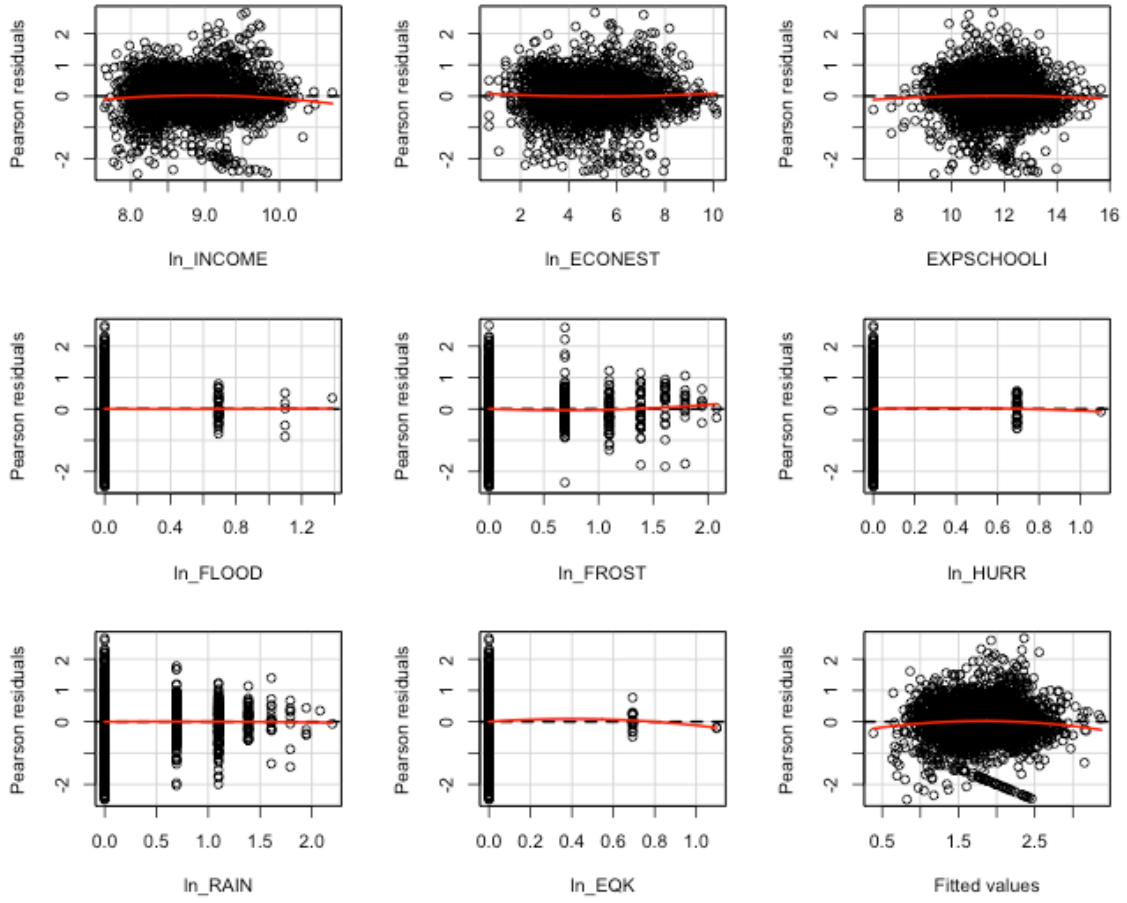 Pearson residuals
2
1
0
-2
8.0 9.0 10.0
ln_INCOME
Pearson residuals
2
1
0
-2
2 4 6 8 10
ln_ECONEST
Pearson residuals
2
1
0
-2
8 10 12 14 16
EXPSCHOOLI
Pearson residuals
2
1
0
-2
0.0 0.4 0.8 1.2
ln_FLOOD
Pearson residuals
2
1
0
-2
0.0 0.5 1.0 1.5 2.0
ln_FROST
Pearson residuals
2
1
0
-2
0.0 0.2 0.4 0.6 0.8 1.0
ln_HURR
Pearson residuals
2
1
0
-2
0.0 0.5 1.0 1.5 2.0
ln_RAIN
Pearson residuals
2
1
0
-2
0.0 0.2 0.4 0.6 0.8 1.0
ln_EQK
Pearson residuals
2
1
0
-2
0.5 1.5 2.5
Fitted values